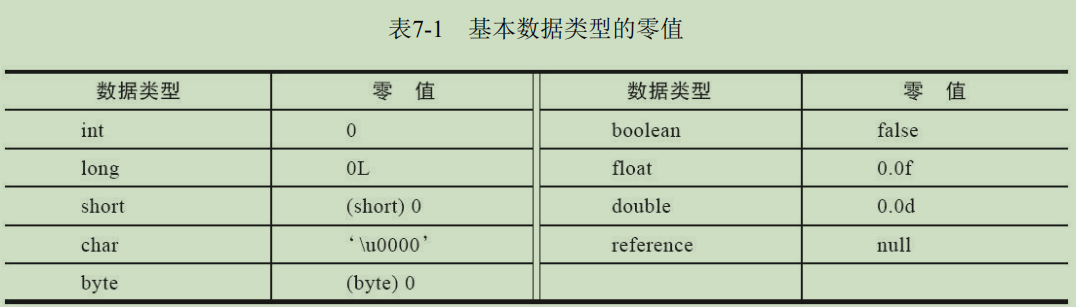 表7-1 基本数据类型的零值
数据类型 零 值 数据类型 零 值
int 0 boolean false
long 0L float 0.0f
short (short) 0 double 0.0d
char ‘\u0000’ reference null
byte (byte) 0